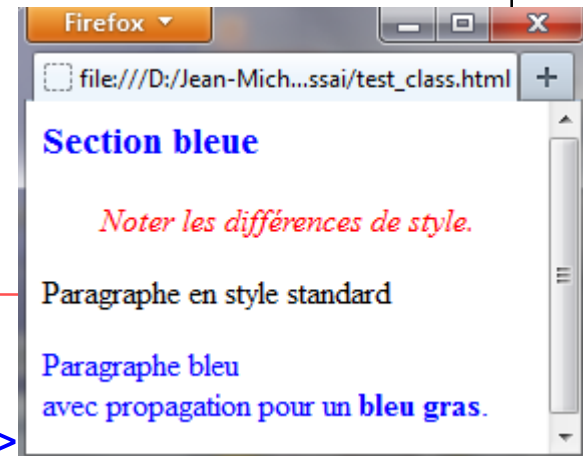 Firefox
file:///D:/Jean-Mich...ssai/test_class.html +
Section bleue
Noter les différences de style.
Paragraphe en style standard
Paragraphe bleu
avec propagation pour un bleu gras.
>